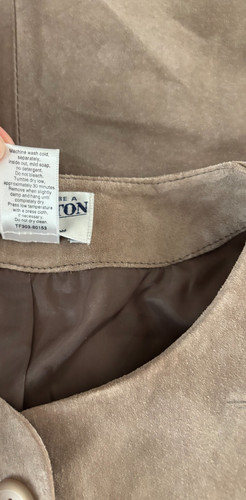 Machine wash cold,
separately,
inside out, mild soap,
no detergent.
Do not bleach,
Tumble dry low,
approximately 30 minutes
Remove when slightly
damp and hang until
completely dry.
Press low temperature
with a press cloth,
if necessary.
Do not dry clean.
BE A
TON